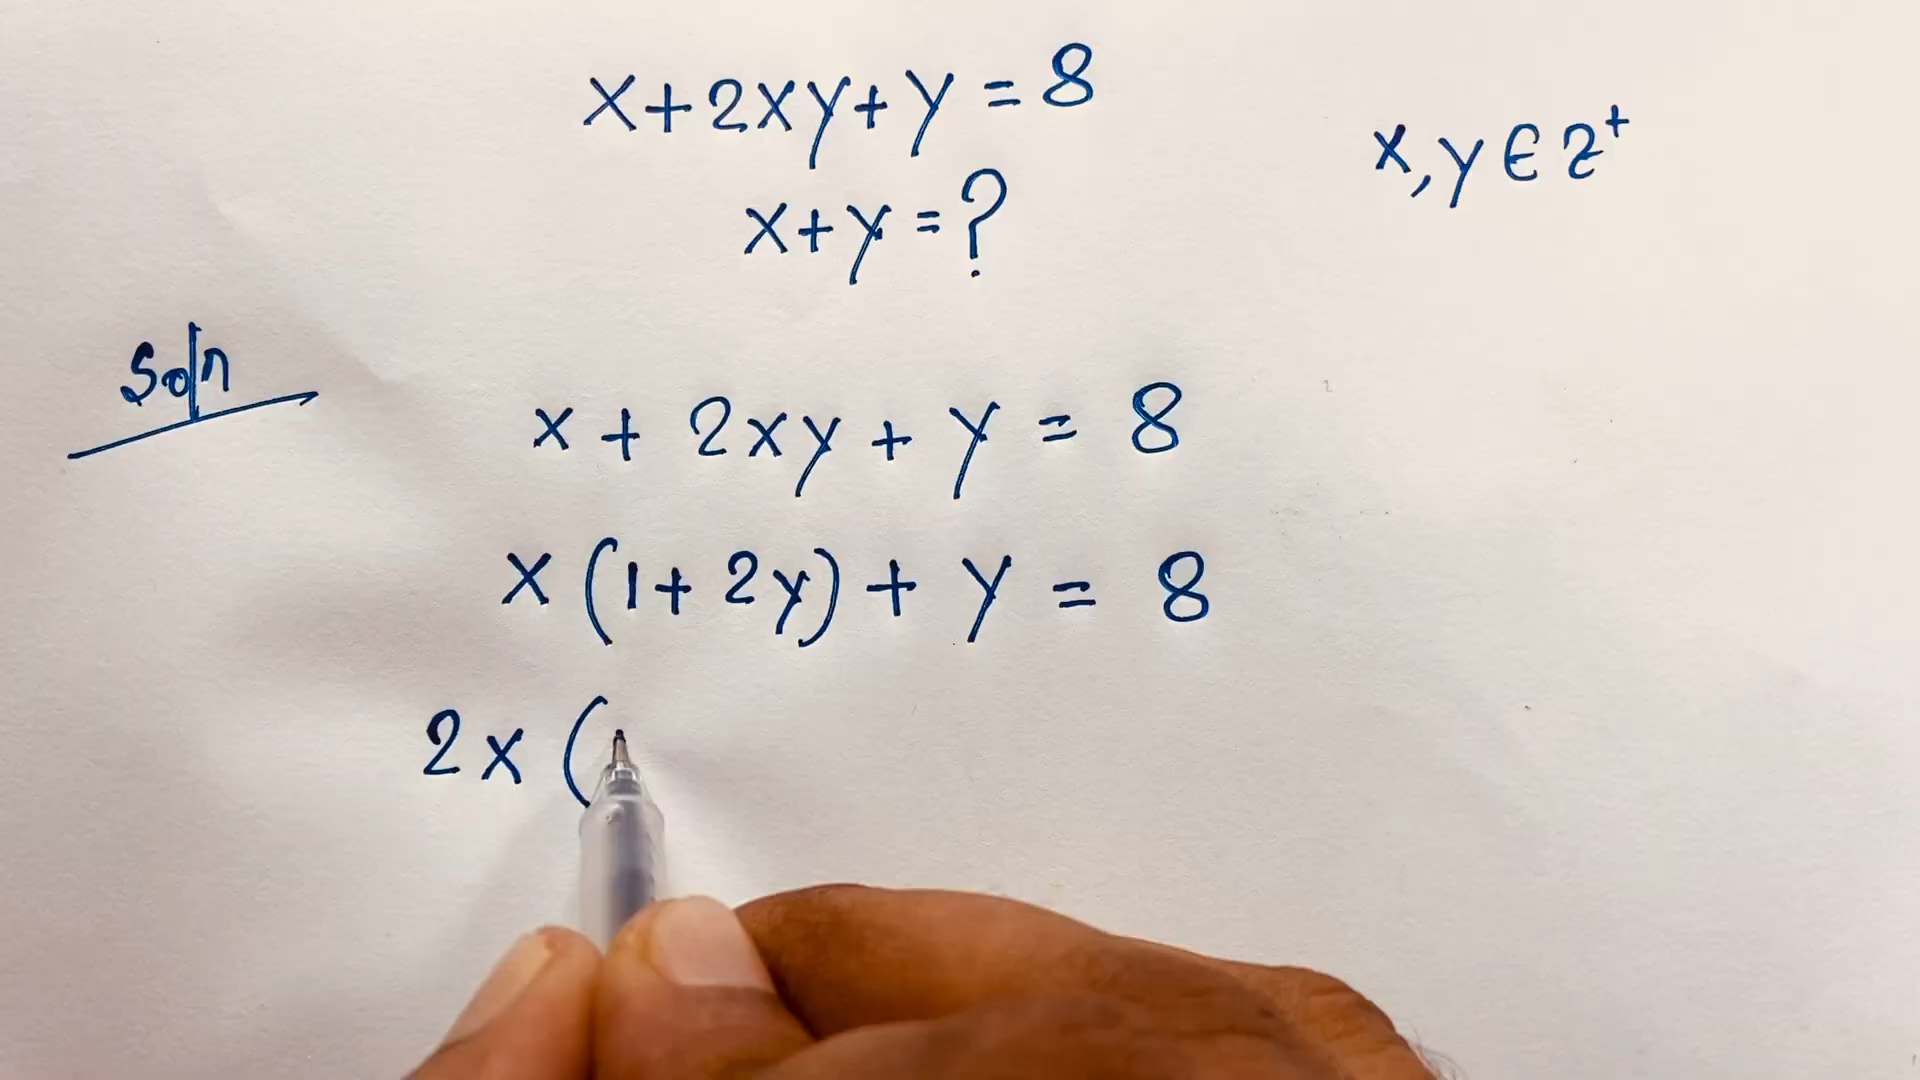 x+2xy+y=8
x,y∈Z⁺
x+y=?
Soln
x + 2xy + y = 8
x(1+2y) + y = 8
2x (